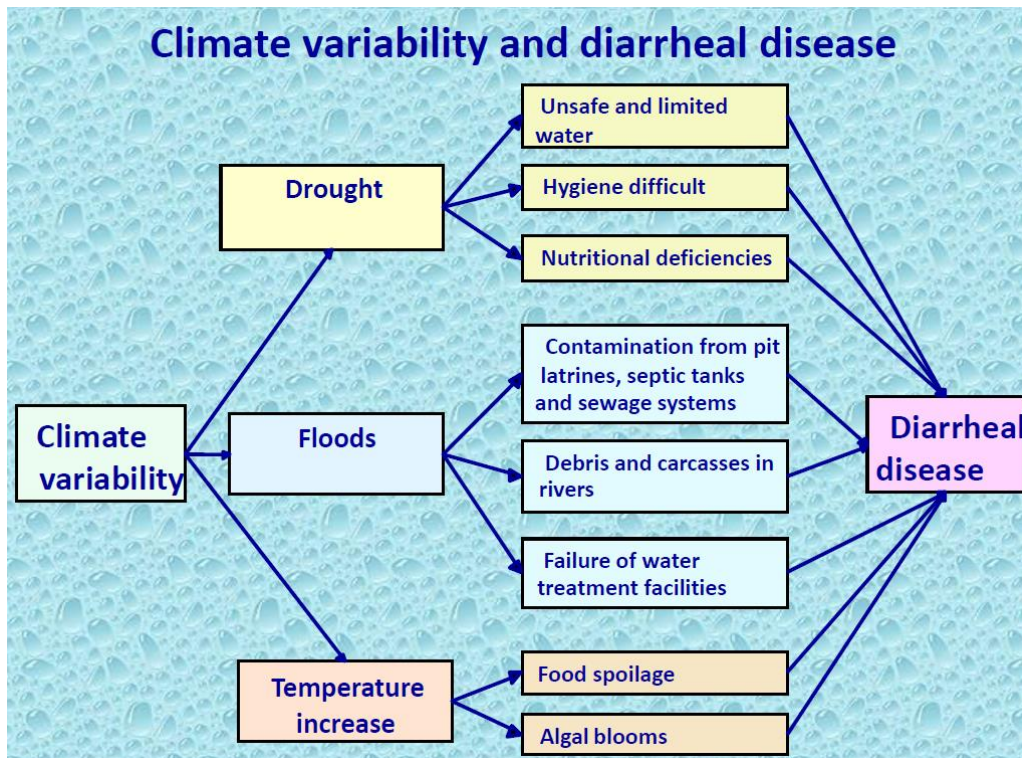 Climate variability and diarrheal disease
Unsafe and limited
water
Drought
Hygiene difficult
Nutritional deficiencies
Contamination from pit
latrines, septic tanks
and sewage systems
Climate
variability
Floods
Debris and carcasses in
rivers
Diarrheal
disease
Failure of water
treatment facilities
Temperature
increase
Food spoilage
Algal blooms